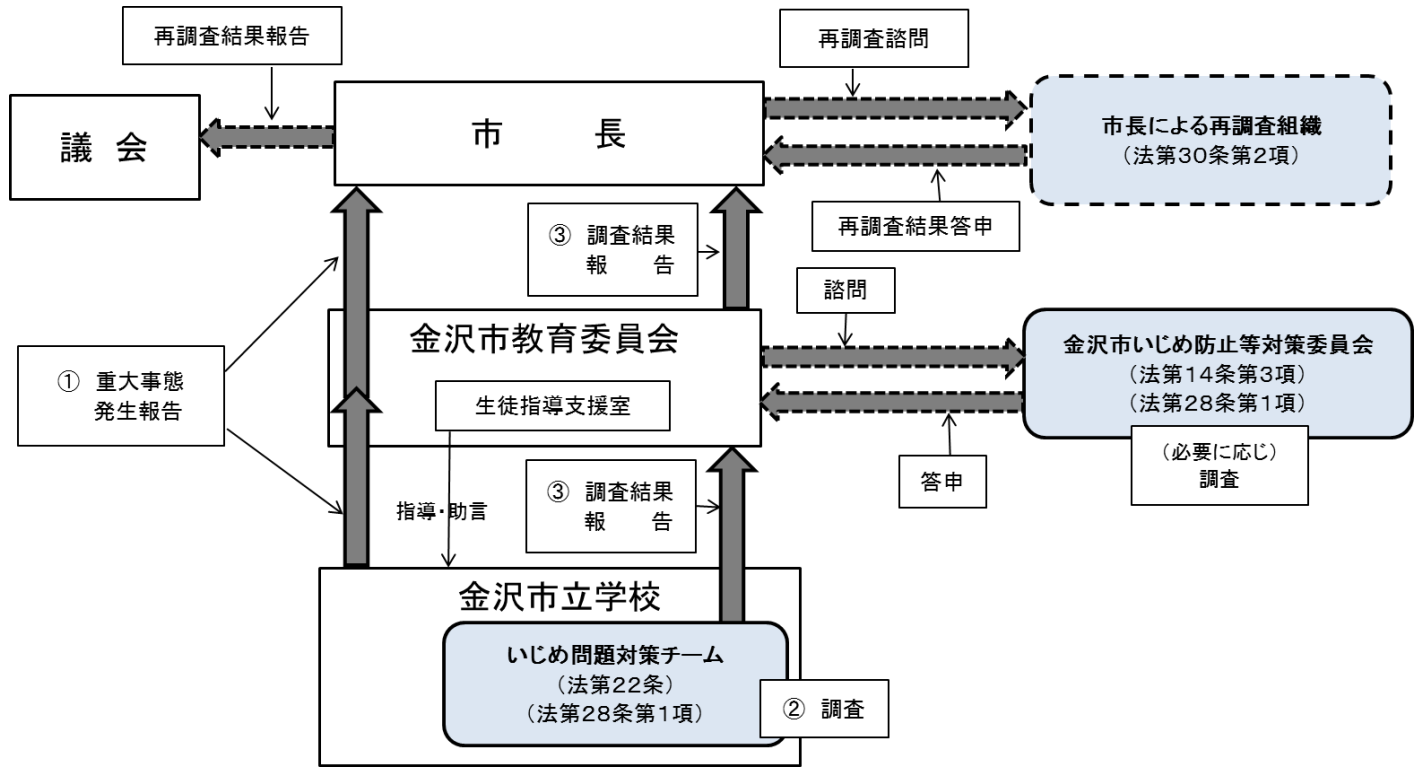 再調査結果報告
再調査諮問
議 会
市 長
市長による再調査組織
（法第30条第2項）
③ 調査結果
報 告
再調査結果答申
諮問
金沢市教育委員会
金沢市いじめ防止等対策委員会
（法第14条第3項）
（法第28条第1項）
① 重大事態
発生報告
生徒指導支援室
（必要に応じ）
調査
答申
③ 調査結果
報 告
指導・助言
金沢市立学校
いじめ問題対策チーム
（法第22条）
（法第28条第1項）
② 調査